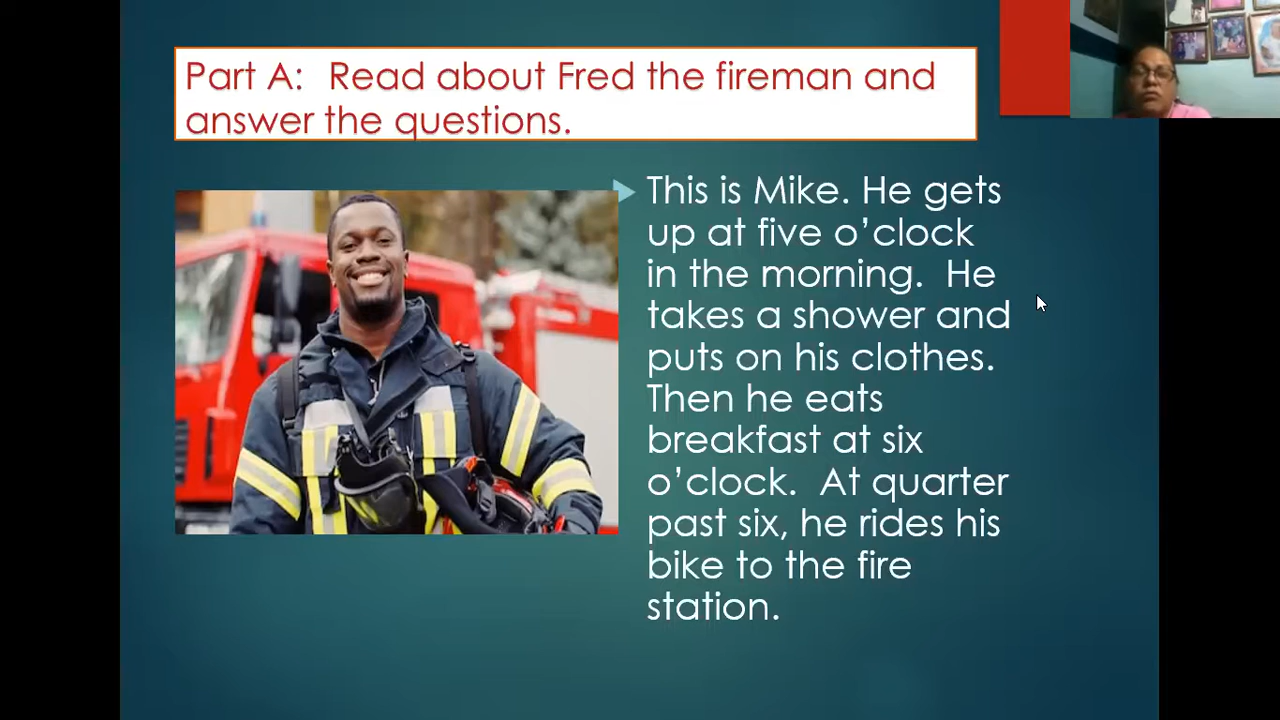 Part A:  Read about Fred the fireman and
answer the questions.
This is Mike. He gets
up at five o’clock
in the morning.  He
takes a shower and
puts on his clothes.
Then he eats
breakfast at six
o’clock.  At quarter
past six, he rides his
bike to the fire
station.